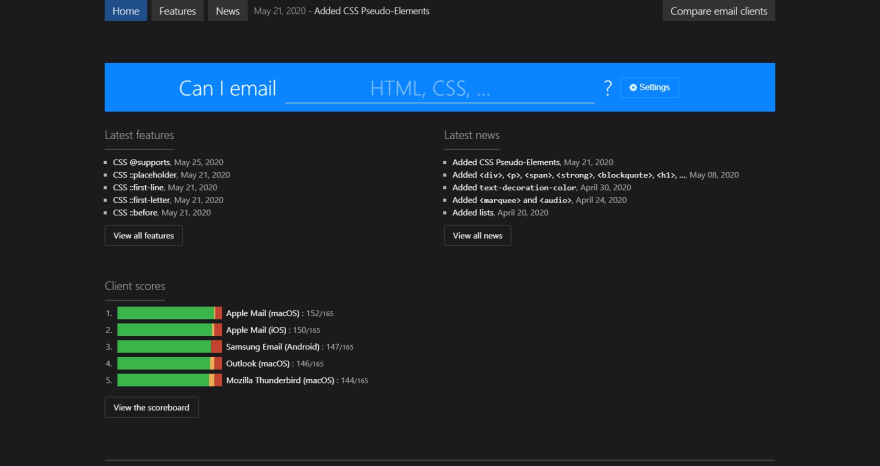 Home Features News May 21, 2020 - Added CSS Pseudo-Elements Compare email clients
Can I email HTML, CSS, ... ? Settings
Latest features
CSS @supports, May 25, 2020
CSS ::placeholder, May 21, 2020
CSS ::first-line, May 21, 2020
CSS ::first-letter, May 21, 2020
CSS ::before, May 21, 2020
View all features
Latest news
Added CSS Pseudo-Elements, May 21, 2020
Added <div>, <p>, <span>, <strong>, <blockquote>, <h1>, …, May 08, 2020
Added text-decoration-color, April 30, 2020
Added <marquee> and <audio>, April 24, 2020
Added lists, April 20, 2020
View all news
Client scores
1. Apple Mail (macOS) : 152/165
2. Apple Mail (iOS) : 150/165
3. Samsung Email (Android) : 147/165
4. Outlook (macOS) : 146/165
5. Mozilla Thunderbird (macOS) : 144/165
View the scoreboard